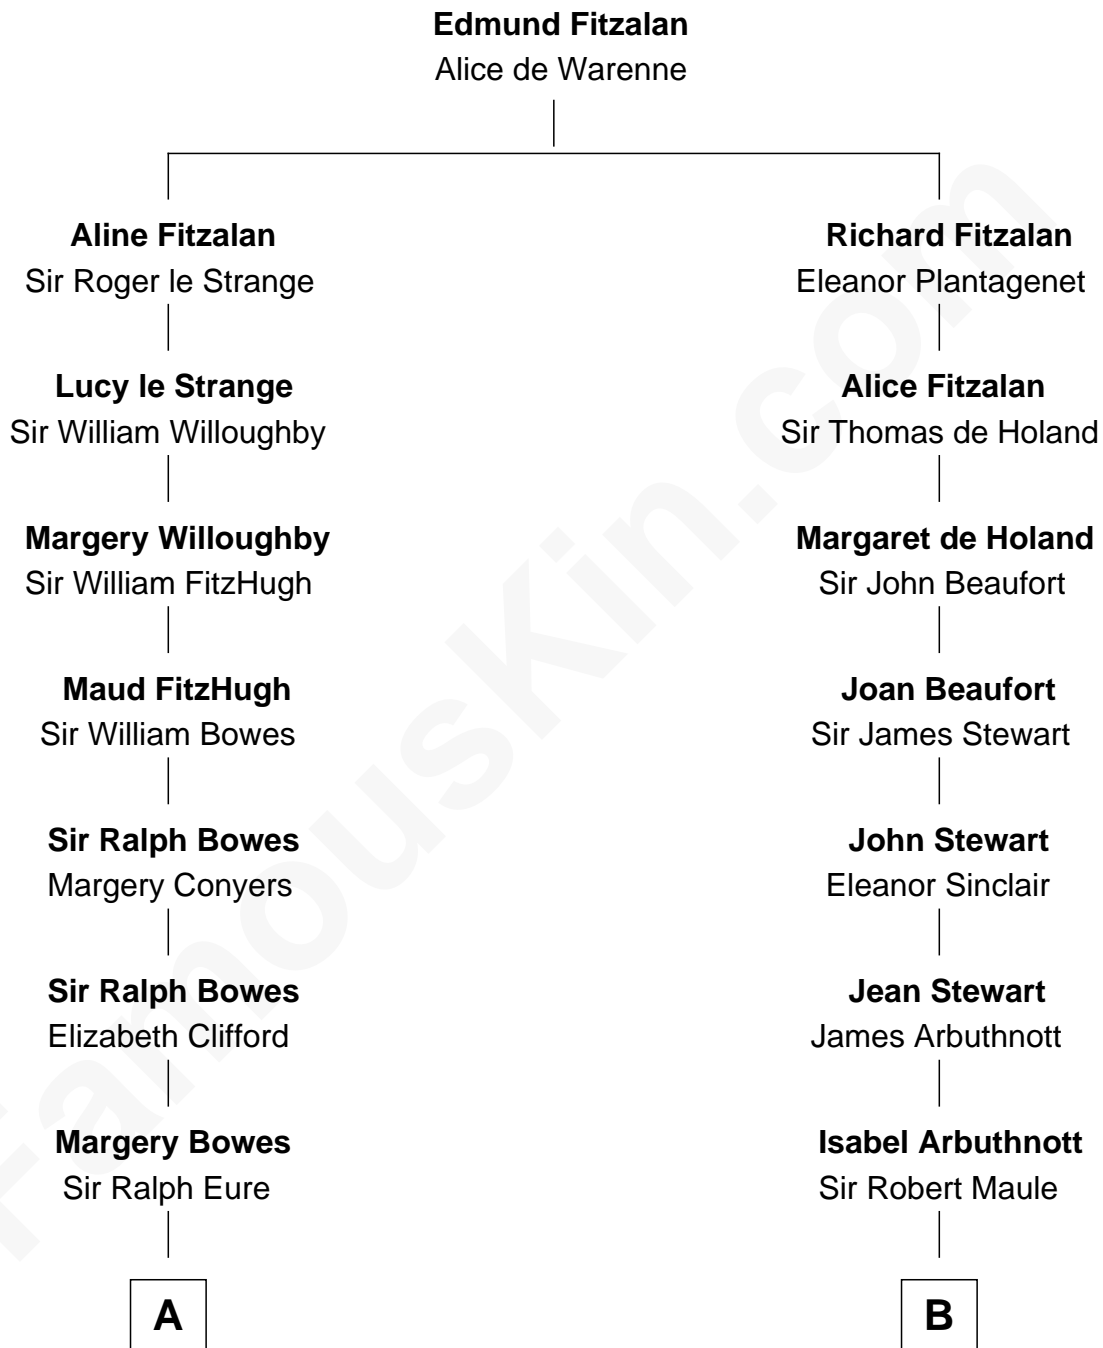 Edmund Fitzalan
Alice de Warenne
Aline Fitzalan
Sir Roger le Strange
Richard Fitzalan
Eleanor Plantagenet
Lucy le Strange
Sir William Willoughby
Alice Fitzalan
Sir Thomas de Holand
Margery Willoughby
Sir William FitzHugh
Margaret de Holand
Sir John Beaufort
Maud FitzHugh
Sir William Bowes
Joan Beaufort
Sir James Stewart
Sir Ralph Bowes
Margery Conyers
John Stewart
Eleanor Sinclair
Sir Ralph Bowes
Elizabeth Clifford
Jean Stewart
James Arbuthnott
Margery Bowes
Sir Ralph Eure
Isabel Arbuthnott
Sir Robert Maule
A
B
FamousKin.com